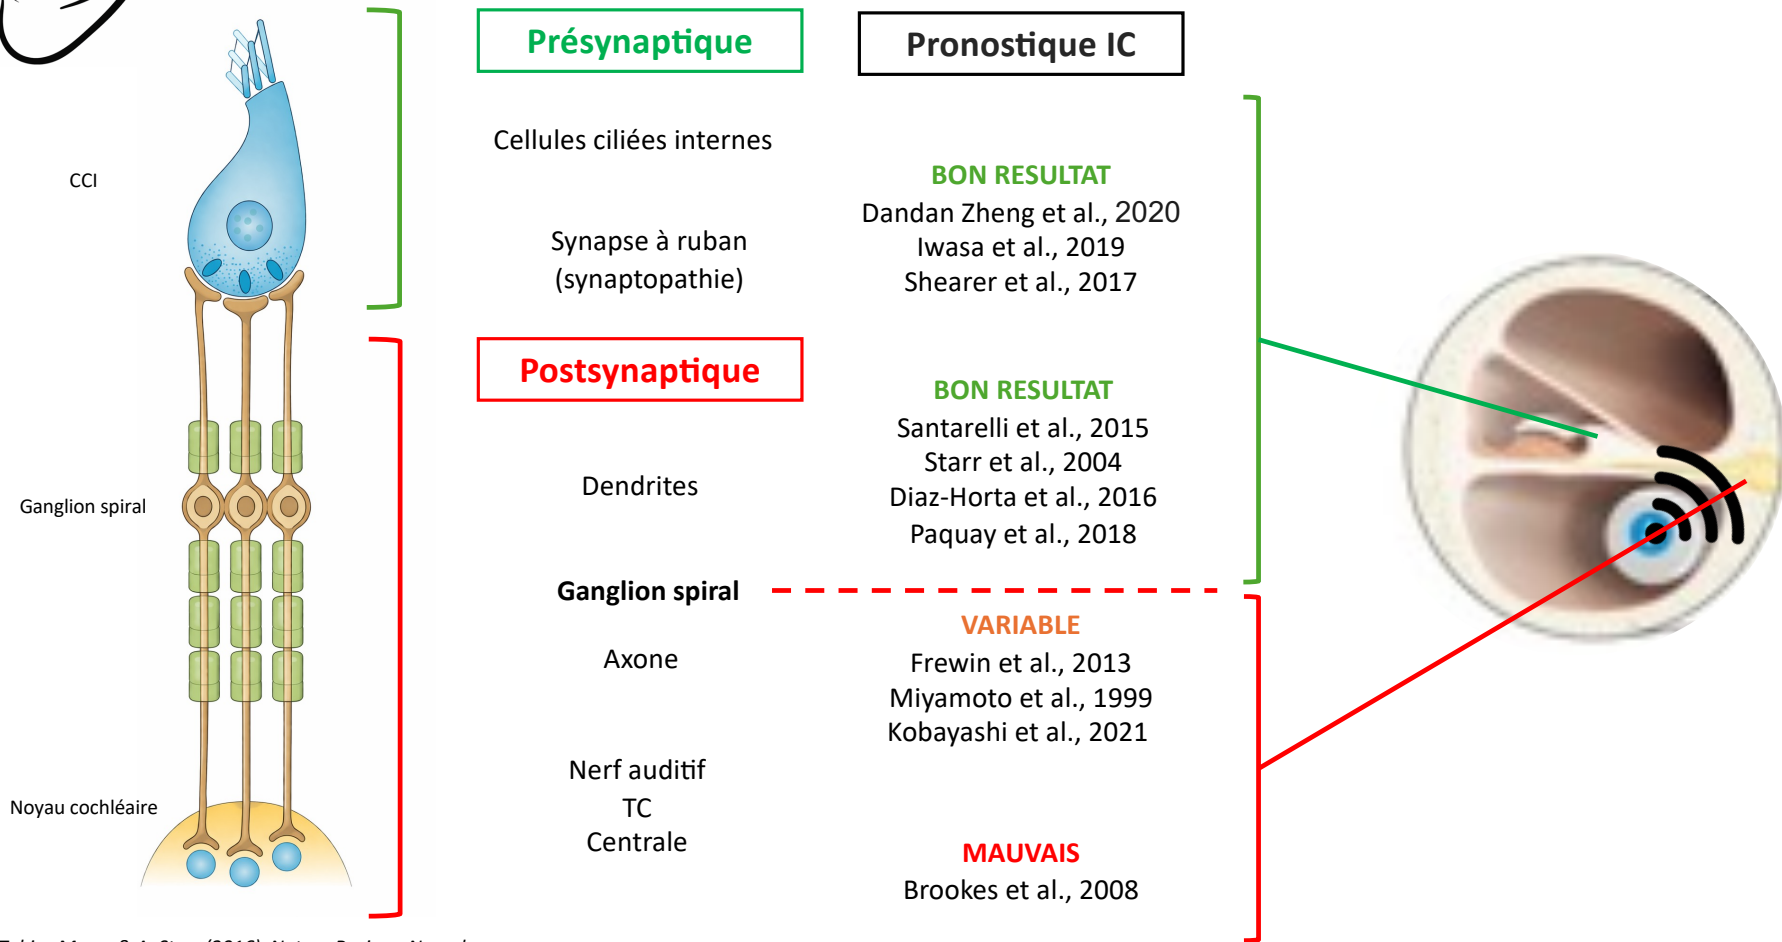 Présynaptique
Pronostique IC
Cellules ciliées internes
CCI
BON RESULTAT
Dandan Zheng et al., 2020
Synapse à ruban
(synaptopathie)
Iwasa et al., 2019
Shearer et al., 2017
Postsynaptique
BON RESULTAT
Santarelli et al., 2015
Starr et al., 2004
Dendrites
Diaz-Horta et al., 2016
Paquay et al., 2018
Ganglion spiral
Ganglion spiral
VARIABLE
Axone
Frewin et al., 2013
Miyamoto et al., 1999
Kobayashi et al., 2021
Nerf auditif
TC
Centrale
Noyau cochléaire
MAUVAIS
Brookes et al., 2008